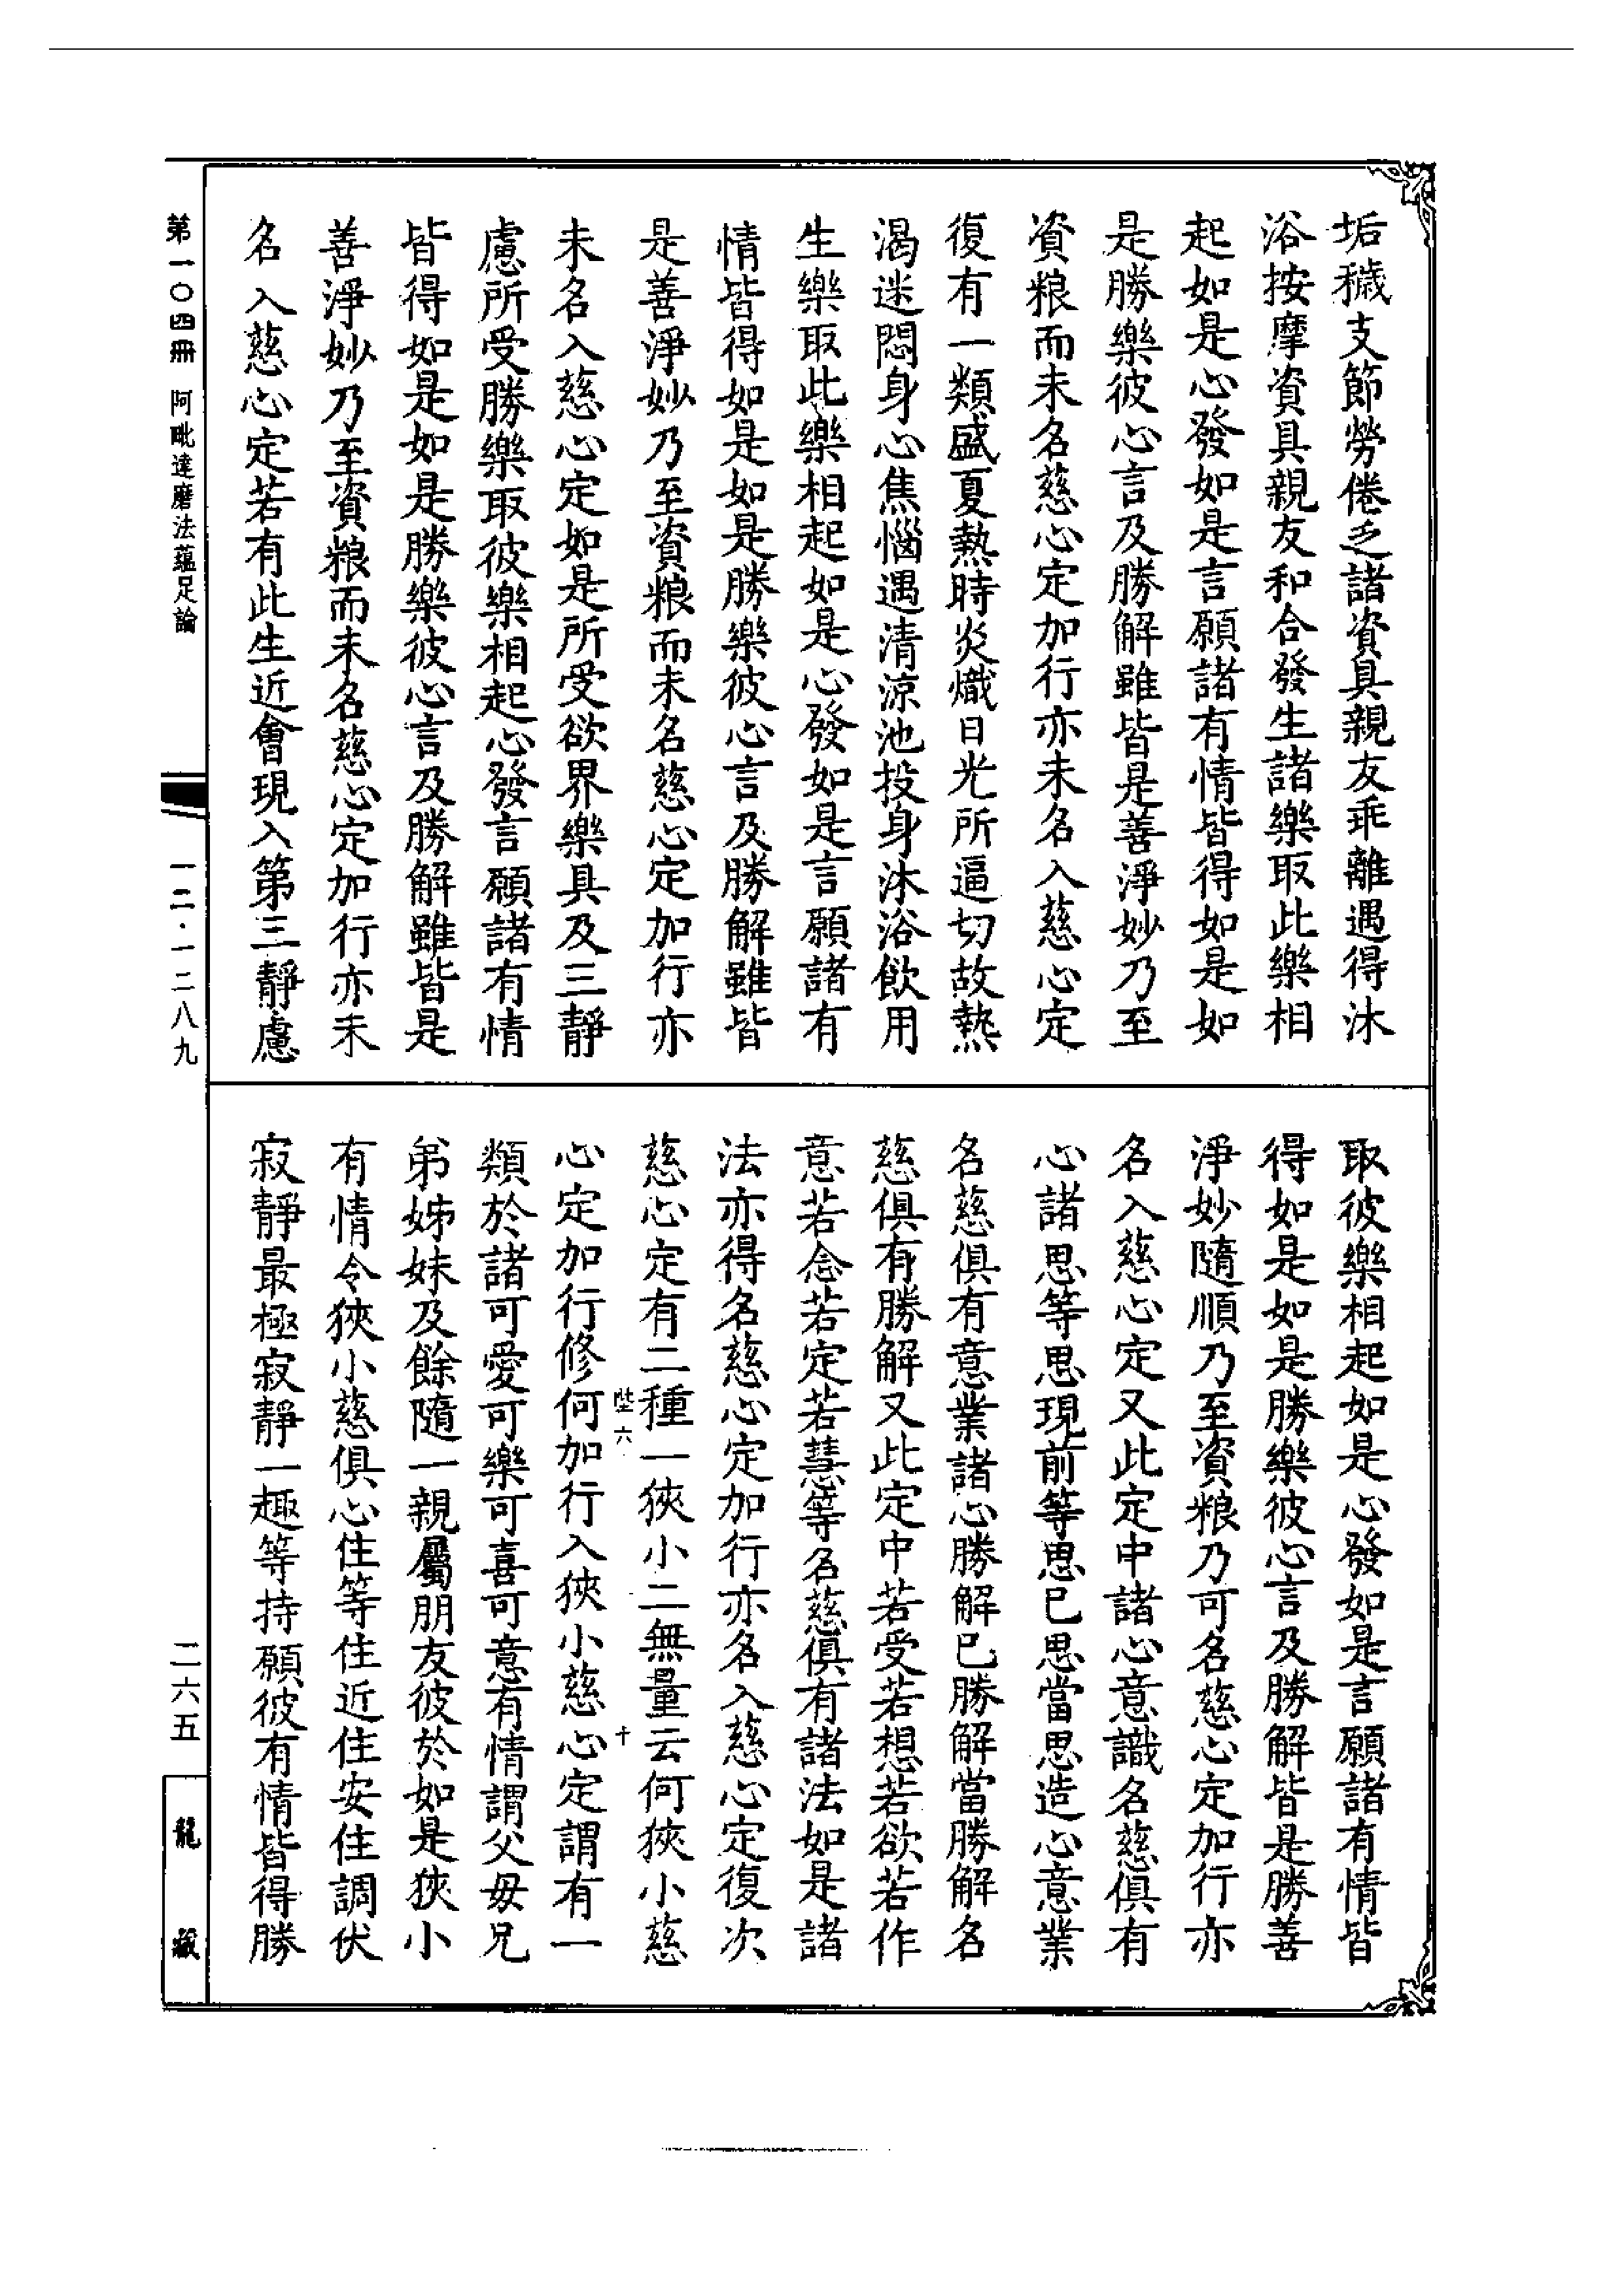 垢穢支節勞倦乏諸資具親友乖離遇得沐
浴按摩資具親友和合發生諸樂取此樂相
起如是心發如是言願諸有情皆得如是如
是勝樂彼心言及勝解雖皆是善淨妙乃至
資粮而未名慈心定加行亦未名入慈心定
復有一類盛夏熱時炎熾日光所逼切故熱
渴迷悶身心焦惱遇清涼池投身沐浴飲用
生樂取此樂相起如是心發如是言願諸有
情皆得如是如是勝樂彼心言及勝解雖皆
是善淨妙乃至資粮而未名慈心定加行亦
未名入慈心定如是所受欲界樂具及三靜
慮所受勝樂取彼樂相起心發言願諸有情
皆得如是如是勝樂彼心言及勝解雖皆是
善淨妙乃至資粮而未名慈心定加行亦未
名入慈心定若有此生近會現入第三靜慮
取彼樂相起如是心發如是言願諸有情皆
得如是如是勝樂彼心言及勝解皆是勝善
淨妙隨順乃至資粮乃可名慈心定加行亦
名入慈心定又此定中諸心意識名慈俱有
心諸思等思現前等思已思當思造心意業
名慈俱有意業諸心勝解已勝解當勝解名
慈俱有勝解又此定中若受若想若欲若作
意若念若定若慧等名慈俱有諸法如是諸
法亦得名慈心定加行亦名入慈心定復次
慈心定有二種一狹小二無量云何狹小慈
陛六 十
心定加行修何加行入狹小慈心定謂有一
類於諸可愛可樂可喜可意有情謂父母兄
弟姊妹及餘隨一親屬朋友彼於如是狹小
有情令狹小慈俱心住等住近住安住調伏
寂靜最極寂靜一趣等持願彼有情皆得勝
第一〇四冊 阿毗達磨法蘊足論
一二·一二八九
二六五
龍藏